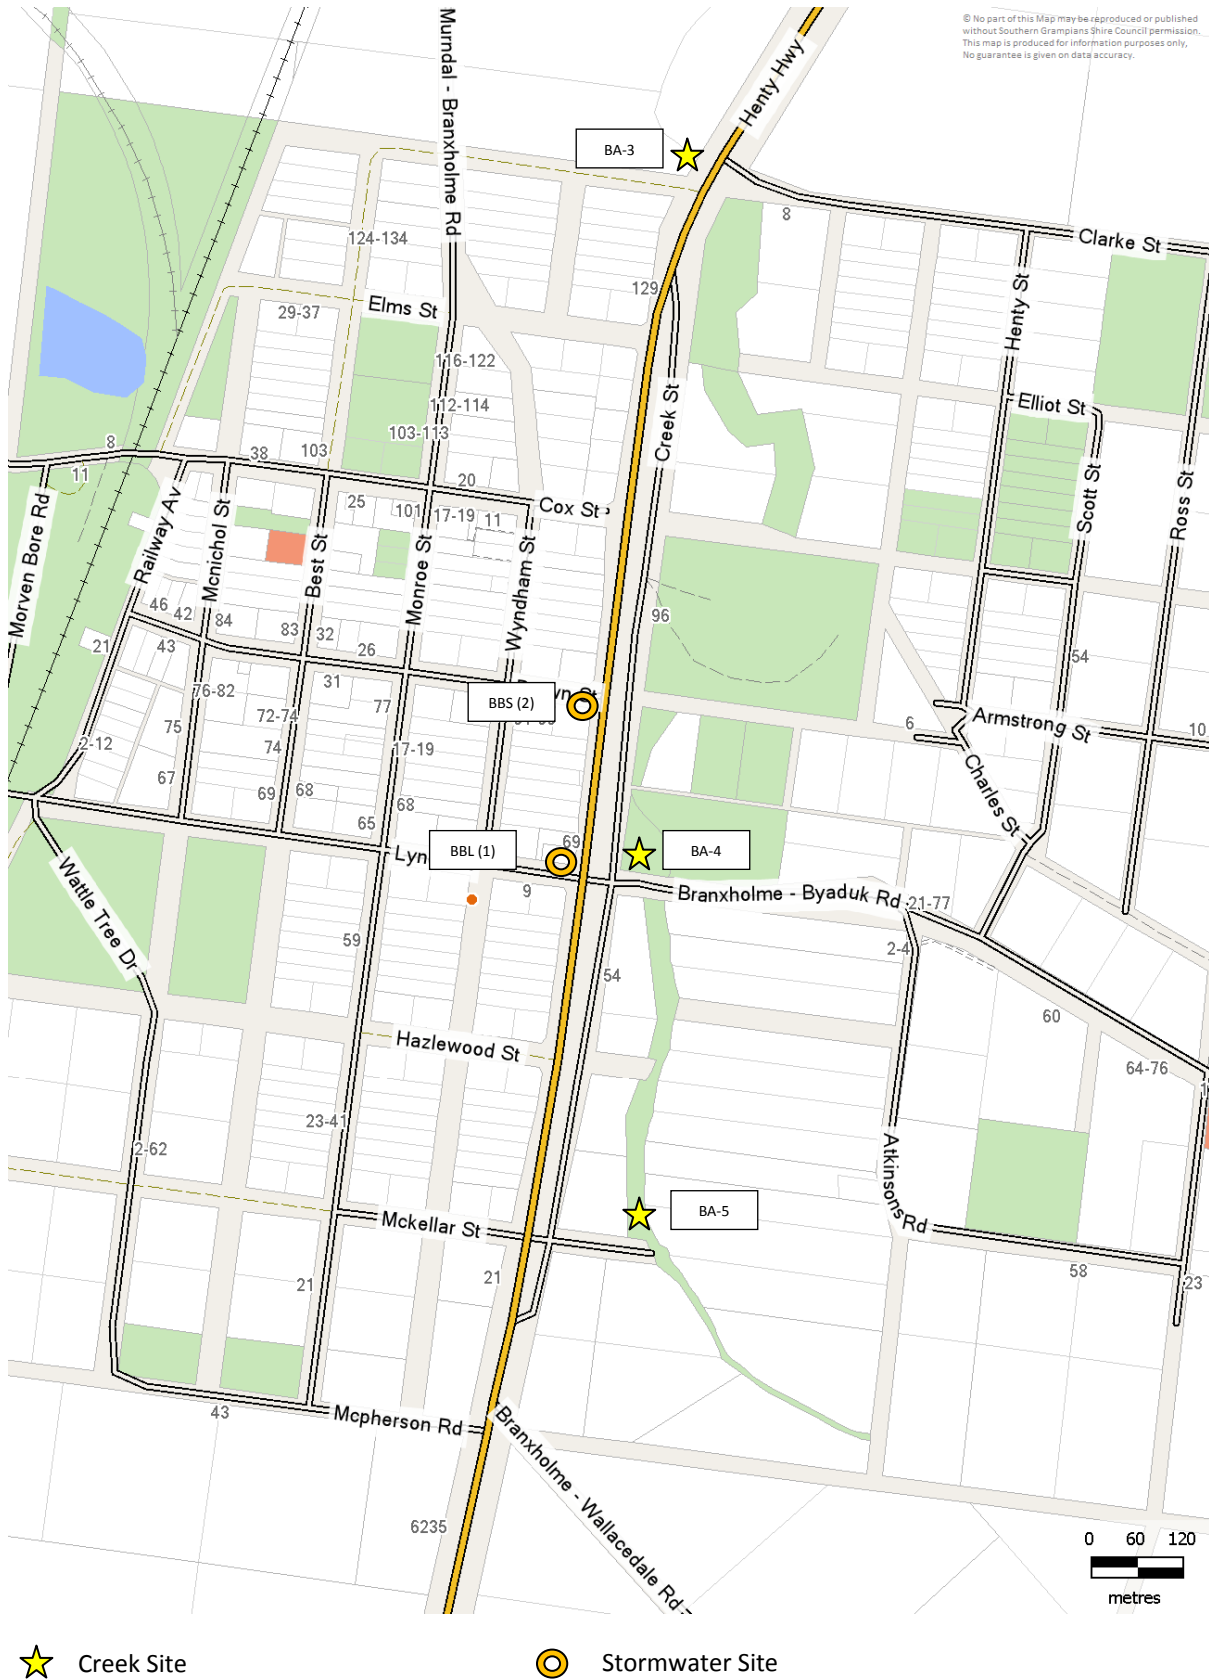 © No part of this Map may be reproduced or published
without Southern Grampians Shire Council permission.
This map is produced for information purposes only,
No guarantee is given on data accuracy.
Murndal - Branxholme Rd
Henty Hwy
BA-3
8
Clarke St
124-134
129
Elms St
29-37
Henty St
116-122
Creek St
Elliot St
112-114
103-113
8
38
103
11
20
Cox St
25
101
17-19
11
Morven Bore Rd
Railway Av
Mcnichol St
Best St
Monroe St
Wyndham St
Scott St
Ross St
46
42
84
83
32
26
96
21
43
54
31
76-82
77
BBS (2)
72-74
75
74
17-19
6
Armstrong St
10
2-12
67
69
68
68
65
Charles St
69
Lyn
BBL (1)
BA-4
9
Branxholme - Byaduk Rd
21-77
2-4
Wattle Tree Dr
59
54
60
Hazlewood St
64-76
23-41
2-62
Atkinsons Rd
BA-5
Mckellar St
21
21
58
23
43
Mcpherson Rd
Branxholme - Wallacedale Rd
6235
0 60 120
metres
Creek Site
Stormwater Site